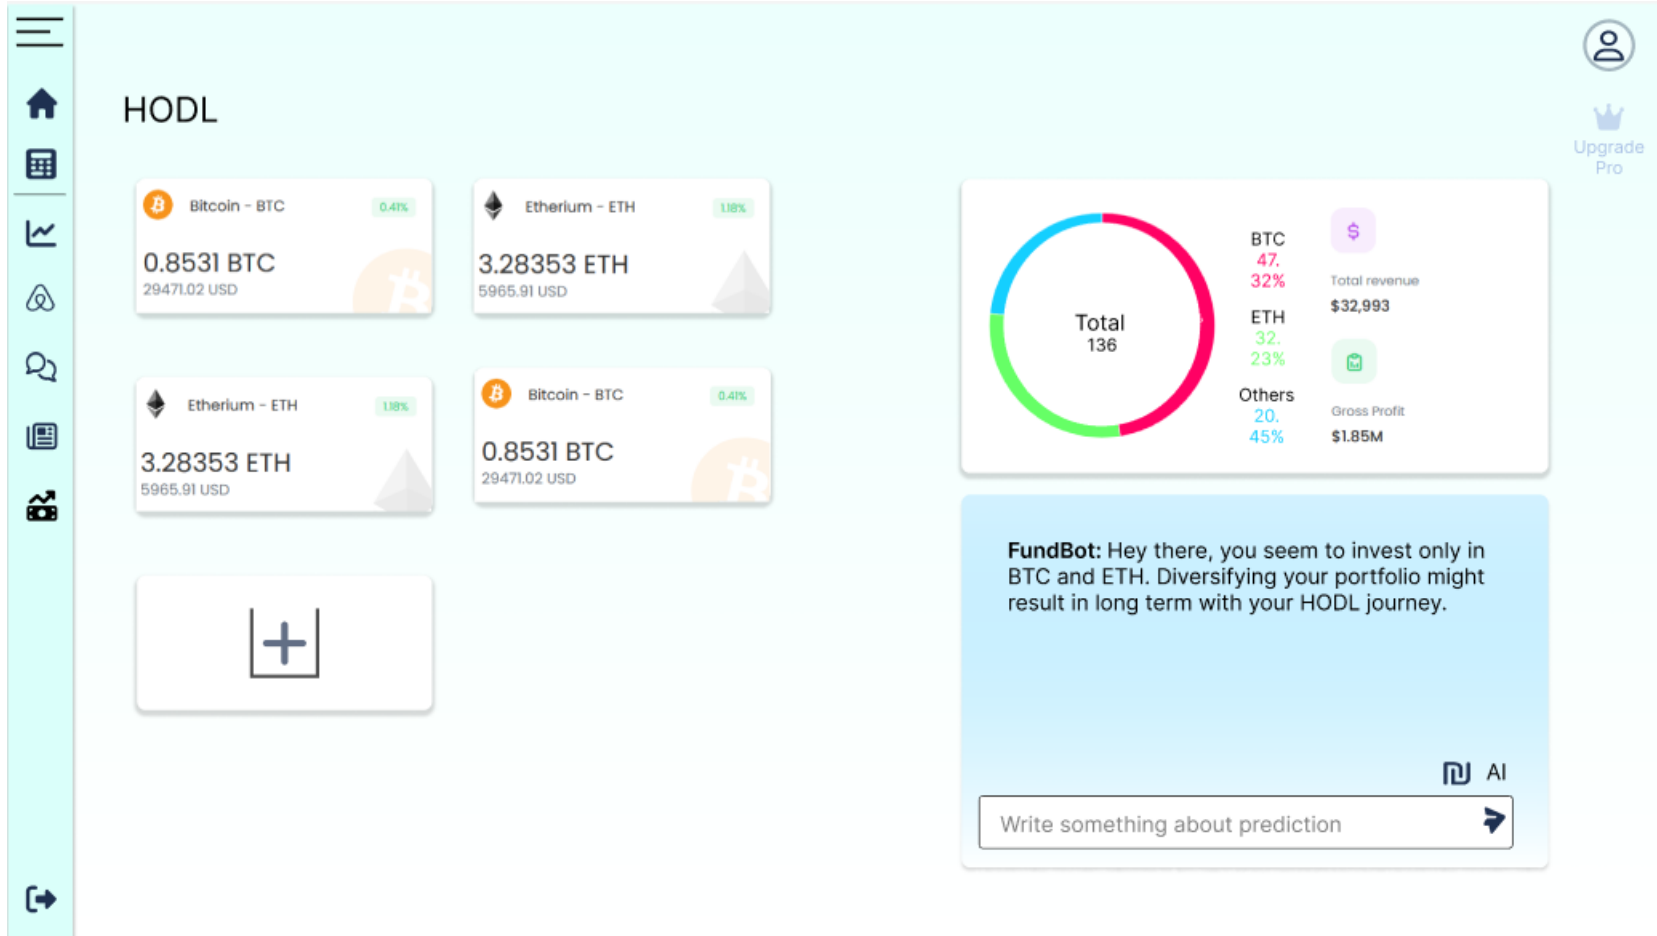 HODL
Upgrade
Pro
Bitcoin - BTC
0.41%
0.8531 BTC
29471.02 USD
Etherium - ETH
1.18%
3.28353 ETH
5965.91 USD
Etherium - ETH
1.18%
3.28353 ETH
5965.91 USD
Bitcoin - BTC
0.41%
0.8531 BTC
29471.02 USD
Total
136
BTC
47.
32%
ETH
32.
23%
Others
20.
45%
$
Total revenue
$32,993
Gross Profit
$1.85M
FundBot: Hey there, you seem to invest only in
BTC and ETH. Diversifying your portfolio might
result in long term with your HODL journey.
₪ AI
Write something about prediction